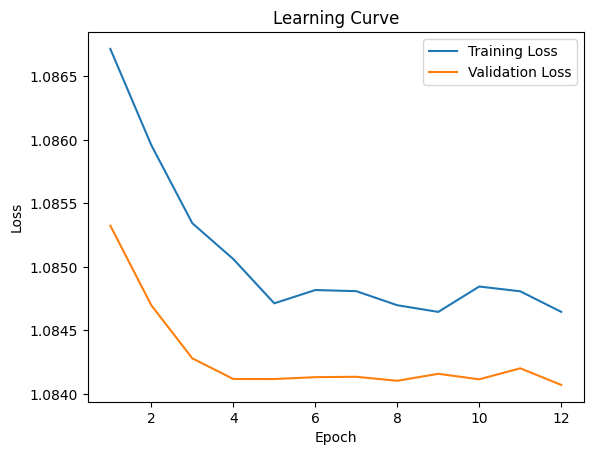 Learning Curve
Training Loss
Validation Loss
1.0865
1.0860
1.0855
1.0850
1.0845
1.0840
Loss
2 4 6 8 10 12
Epoch